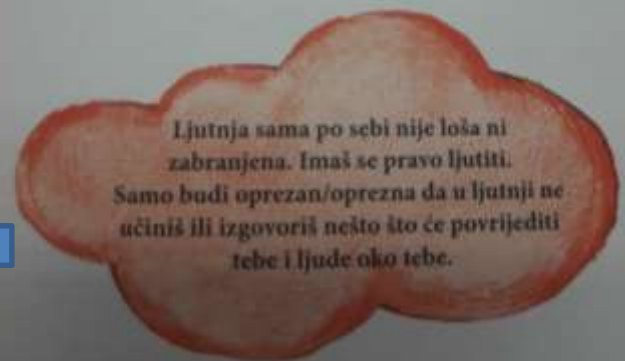 Ljutnja sama po sebi nije loša ni
zabranjena. Imaš se pravo ljutiti.
Samo budi oprezan/oprezna da u ljutnji ne
učiniš ili izgovoriš nešto što će povrijediti
tebe i ljude oko tebe.